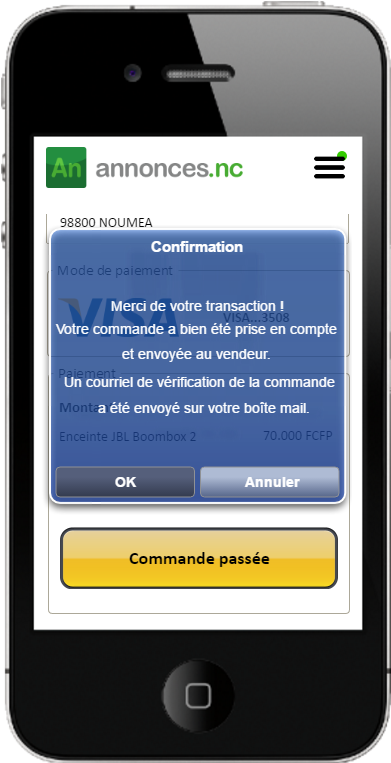 An annonces.nc
98800 NOUMEA
Confirmation
Mode de paiement
Merci de votre transaction !
VISA VISA...3508
Votre commande a bien été prise en compte
et envoyée au vendeur.
Paiement
Un courriel de vérification de la commande
a été envoyé sur votre boîte mail.
Enceinte JBL Boombox 2 70.000 FCFP
OK Annuler
Commande passée